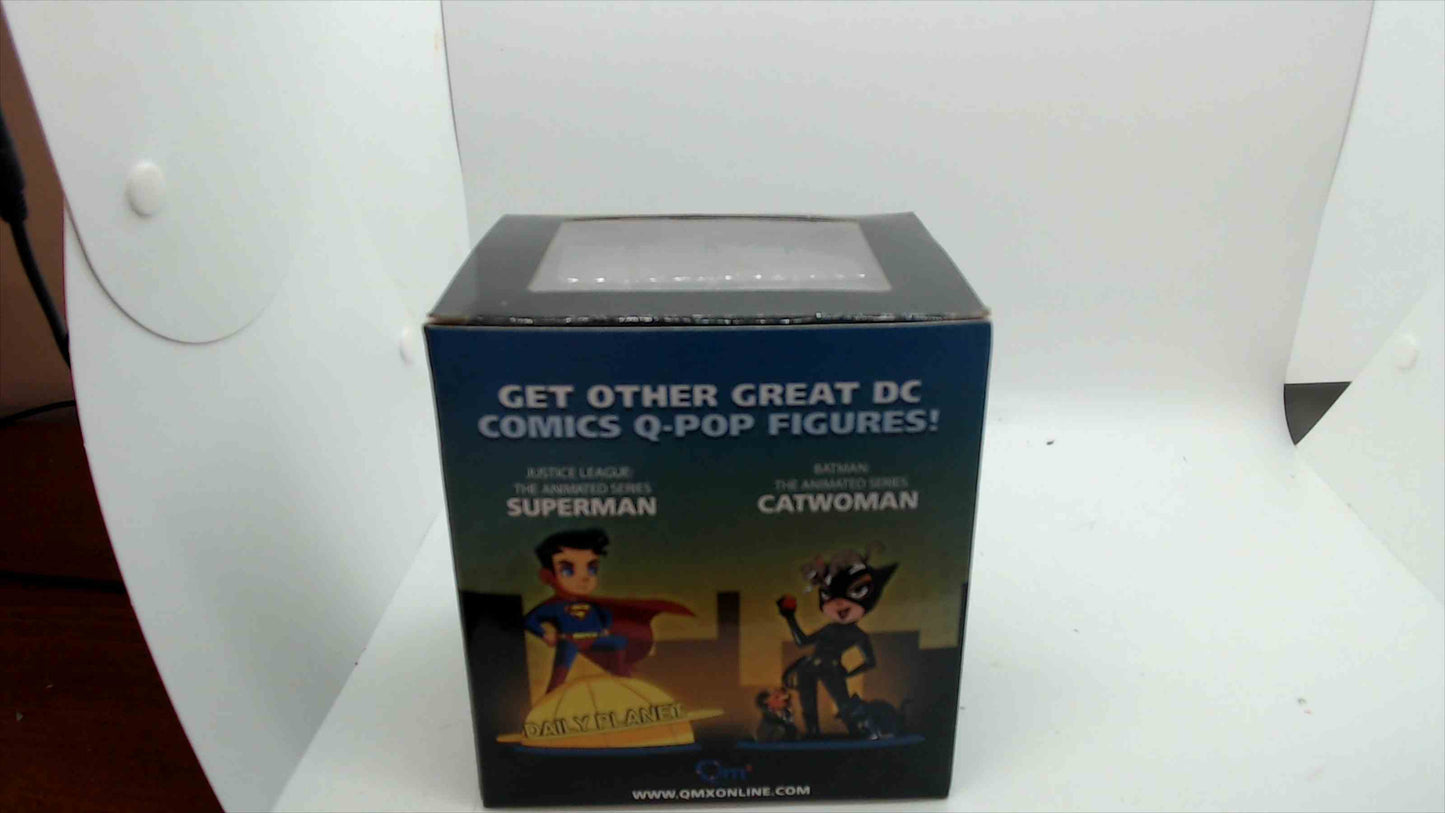 GET OTHER GREAT DC
COMICS Q-POP FIGURES!
JUSTICE LEAGUE:
THE ANIMATED SERIES
SUPERMAN
BATMAN:
THE ANIMATED SERIES
CATWOMAN
DAILY PLANET
Qm
WWW.QMXONLINE.COM